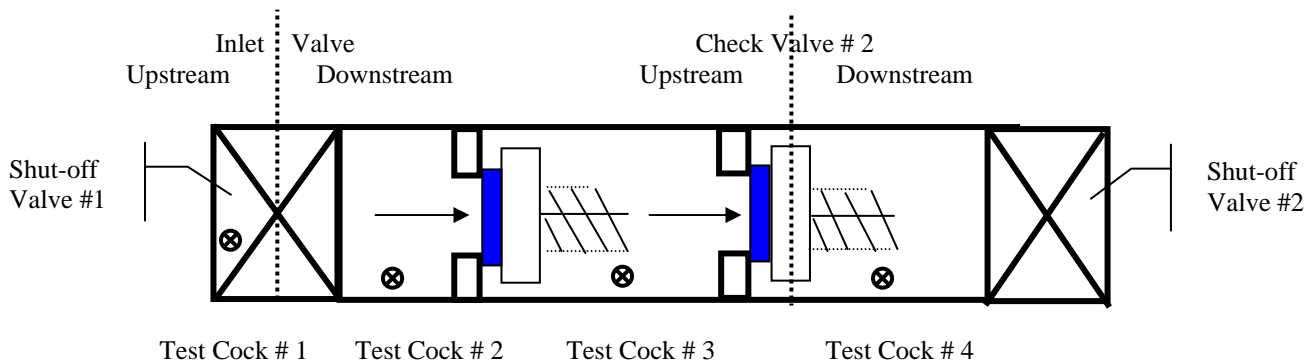 Inlet Valve
Upstream Downstream
Check Valve # 2
Upstream Downstream
Shut-off
Valve #1
Shut-off
Valve #2
Test Cock # 1 Test Cock # 2 Test Cock # 3 Test Cock # 4